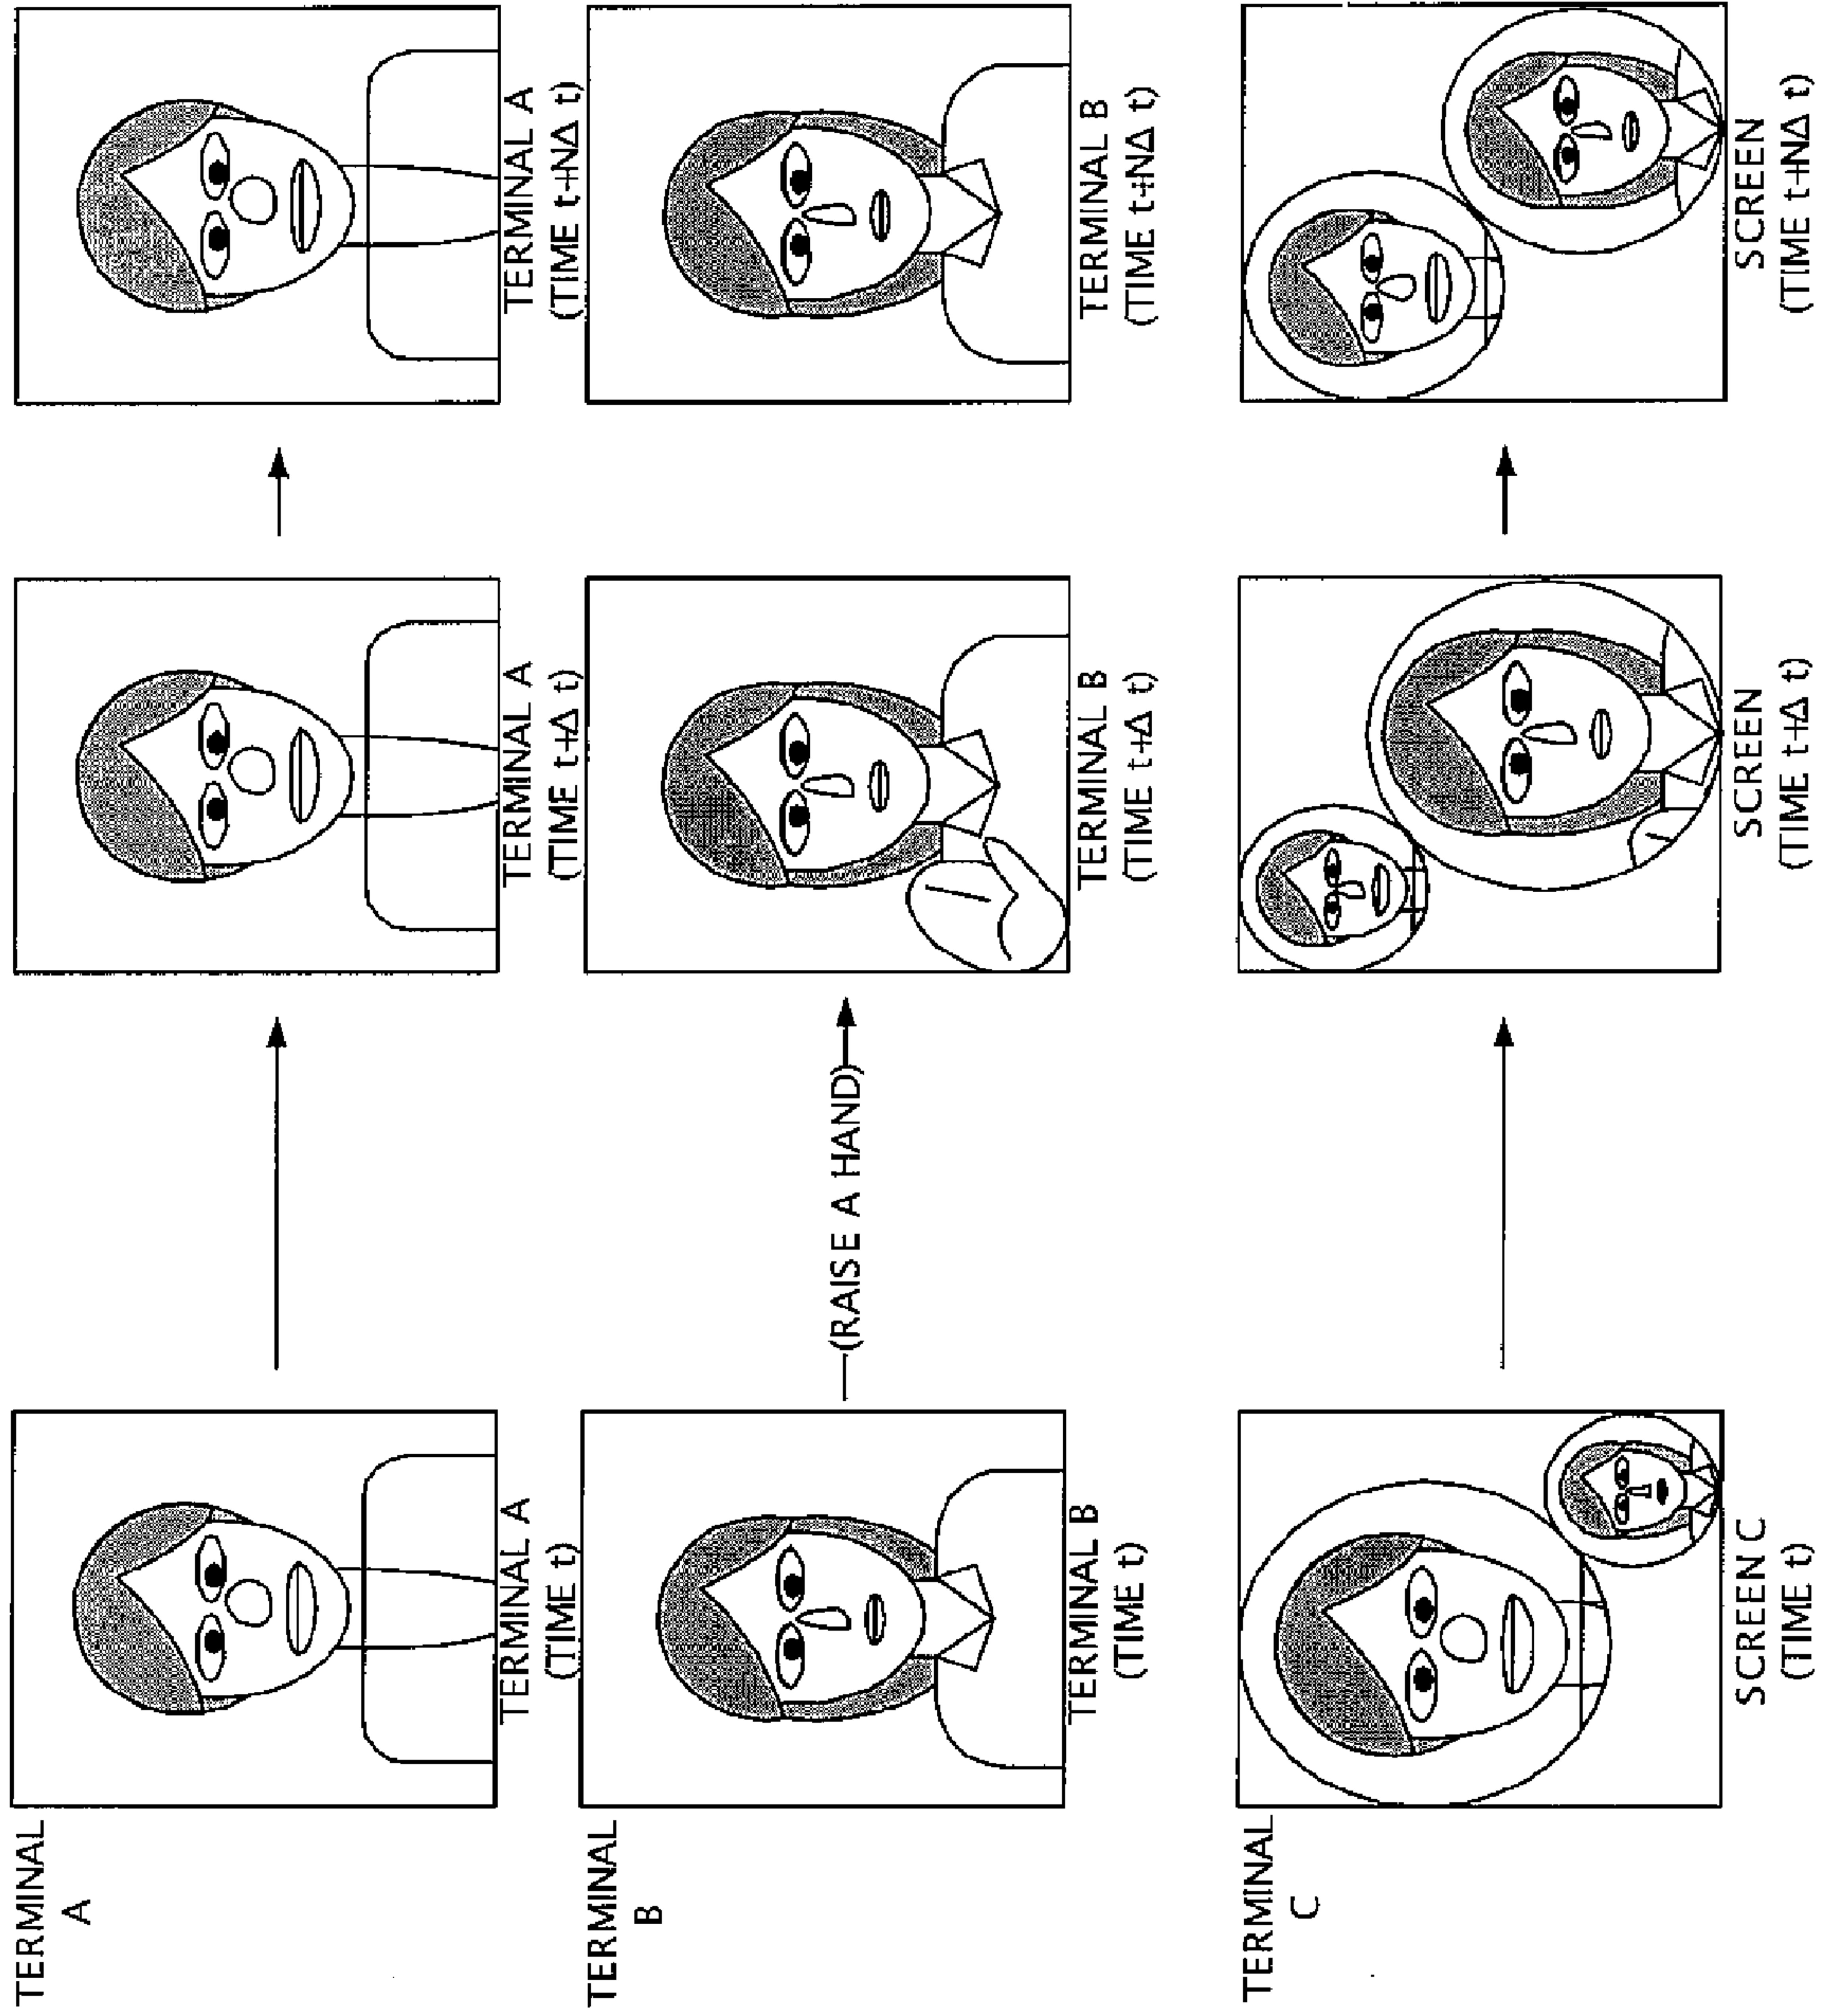 TERMINAL
A
TERMINAL A
(TIME t)
TERMINAL A
(TIME t+Δ t)
TERMINAL A
(TIME t+NΔ t)
TERMINAL
B
(RAISE A HAND)
TERMINAL B
(TIME t)
TERMINAL B
(TIME t+Δ t)
TERMINAL B
(TIME t+NΔ t)
TERMINAL
C
SCREEN C
(TIME t)
SCREEN
(TIME t+Δ t)
SCREEN
(TIME t+NΔ t)